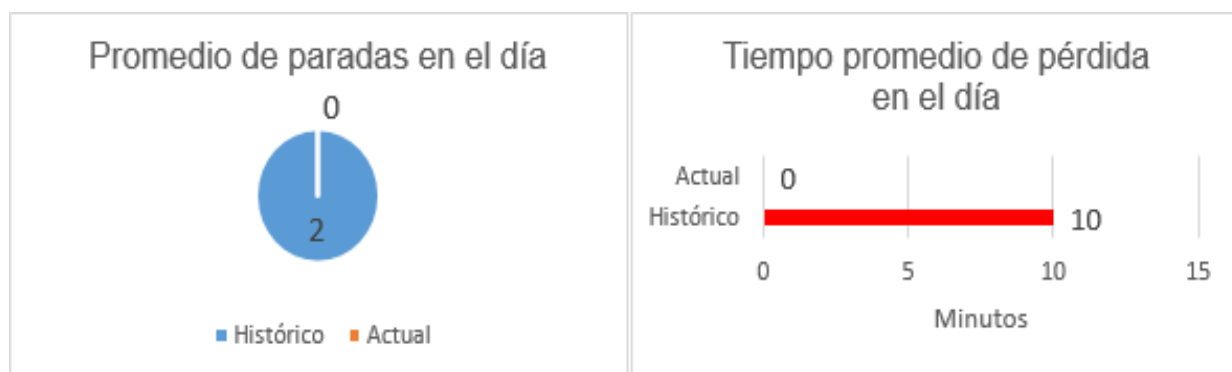 Promedio de paradas en el día
0
2
Histórico Actual
Tiempo promedio de pérdida
en el día
Actual 0
Histórico 10
0 5 10 15
Minutos